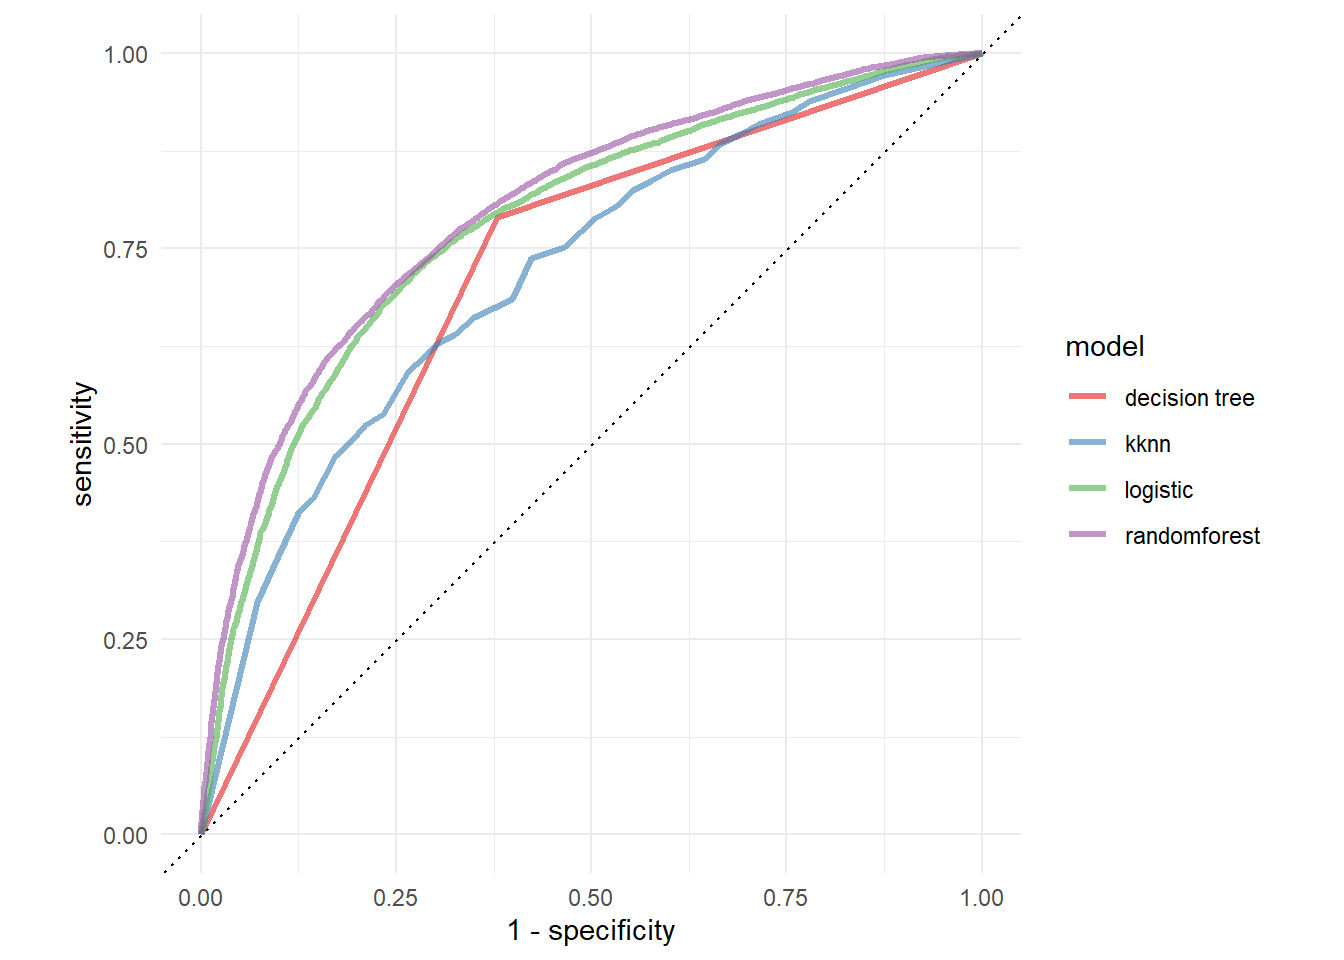 1.00
0.75
0.50
0.25
0.00
sensitivity
0.00 0.25 0.50 0.75 1.00
1 - specificity
model
decision tree
kknn
logistic
randomforest